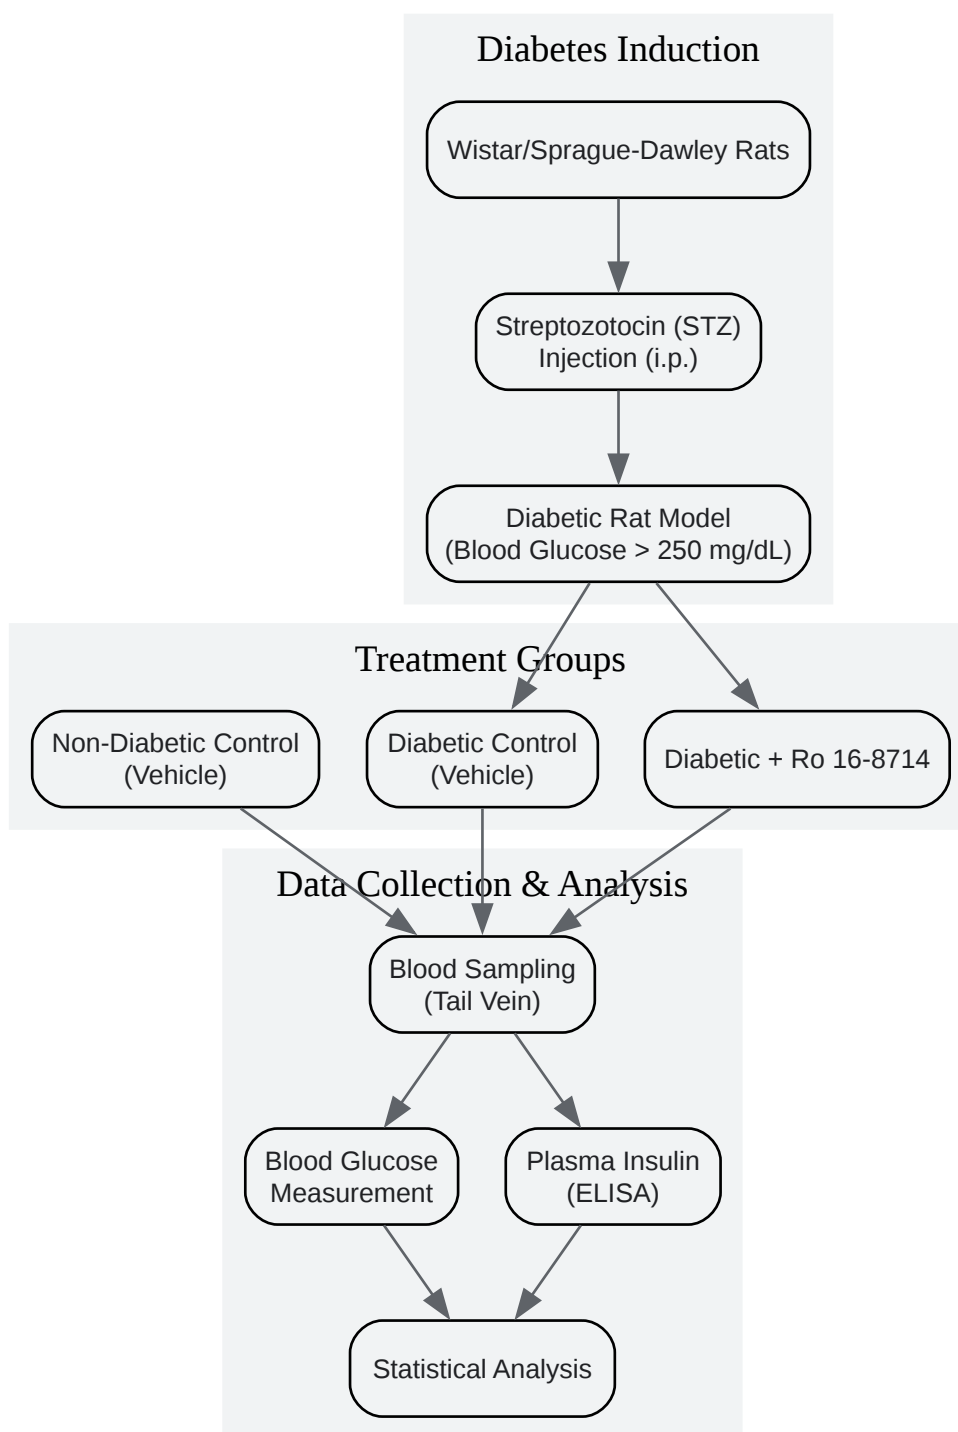 Diabetes Induction
Wistar/Sprague-Dawley Rats
Streptozotocin (STZ)
Injection (i.p.)
Diabetic Rat Model
(Blood Glucose > 250 mg/dL)
Treatment Groups
Non-Diabetic Control
(Vehicle)
Diabetic Control
(Vehicle)
Diabetic + Ro 16-8714
Data Collection & Analysis
Blood Sampling
(Tail Vein)
Blood Glucose
Measurement
Plasma Insulin
(ELISA)
Statistical Analysis